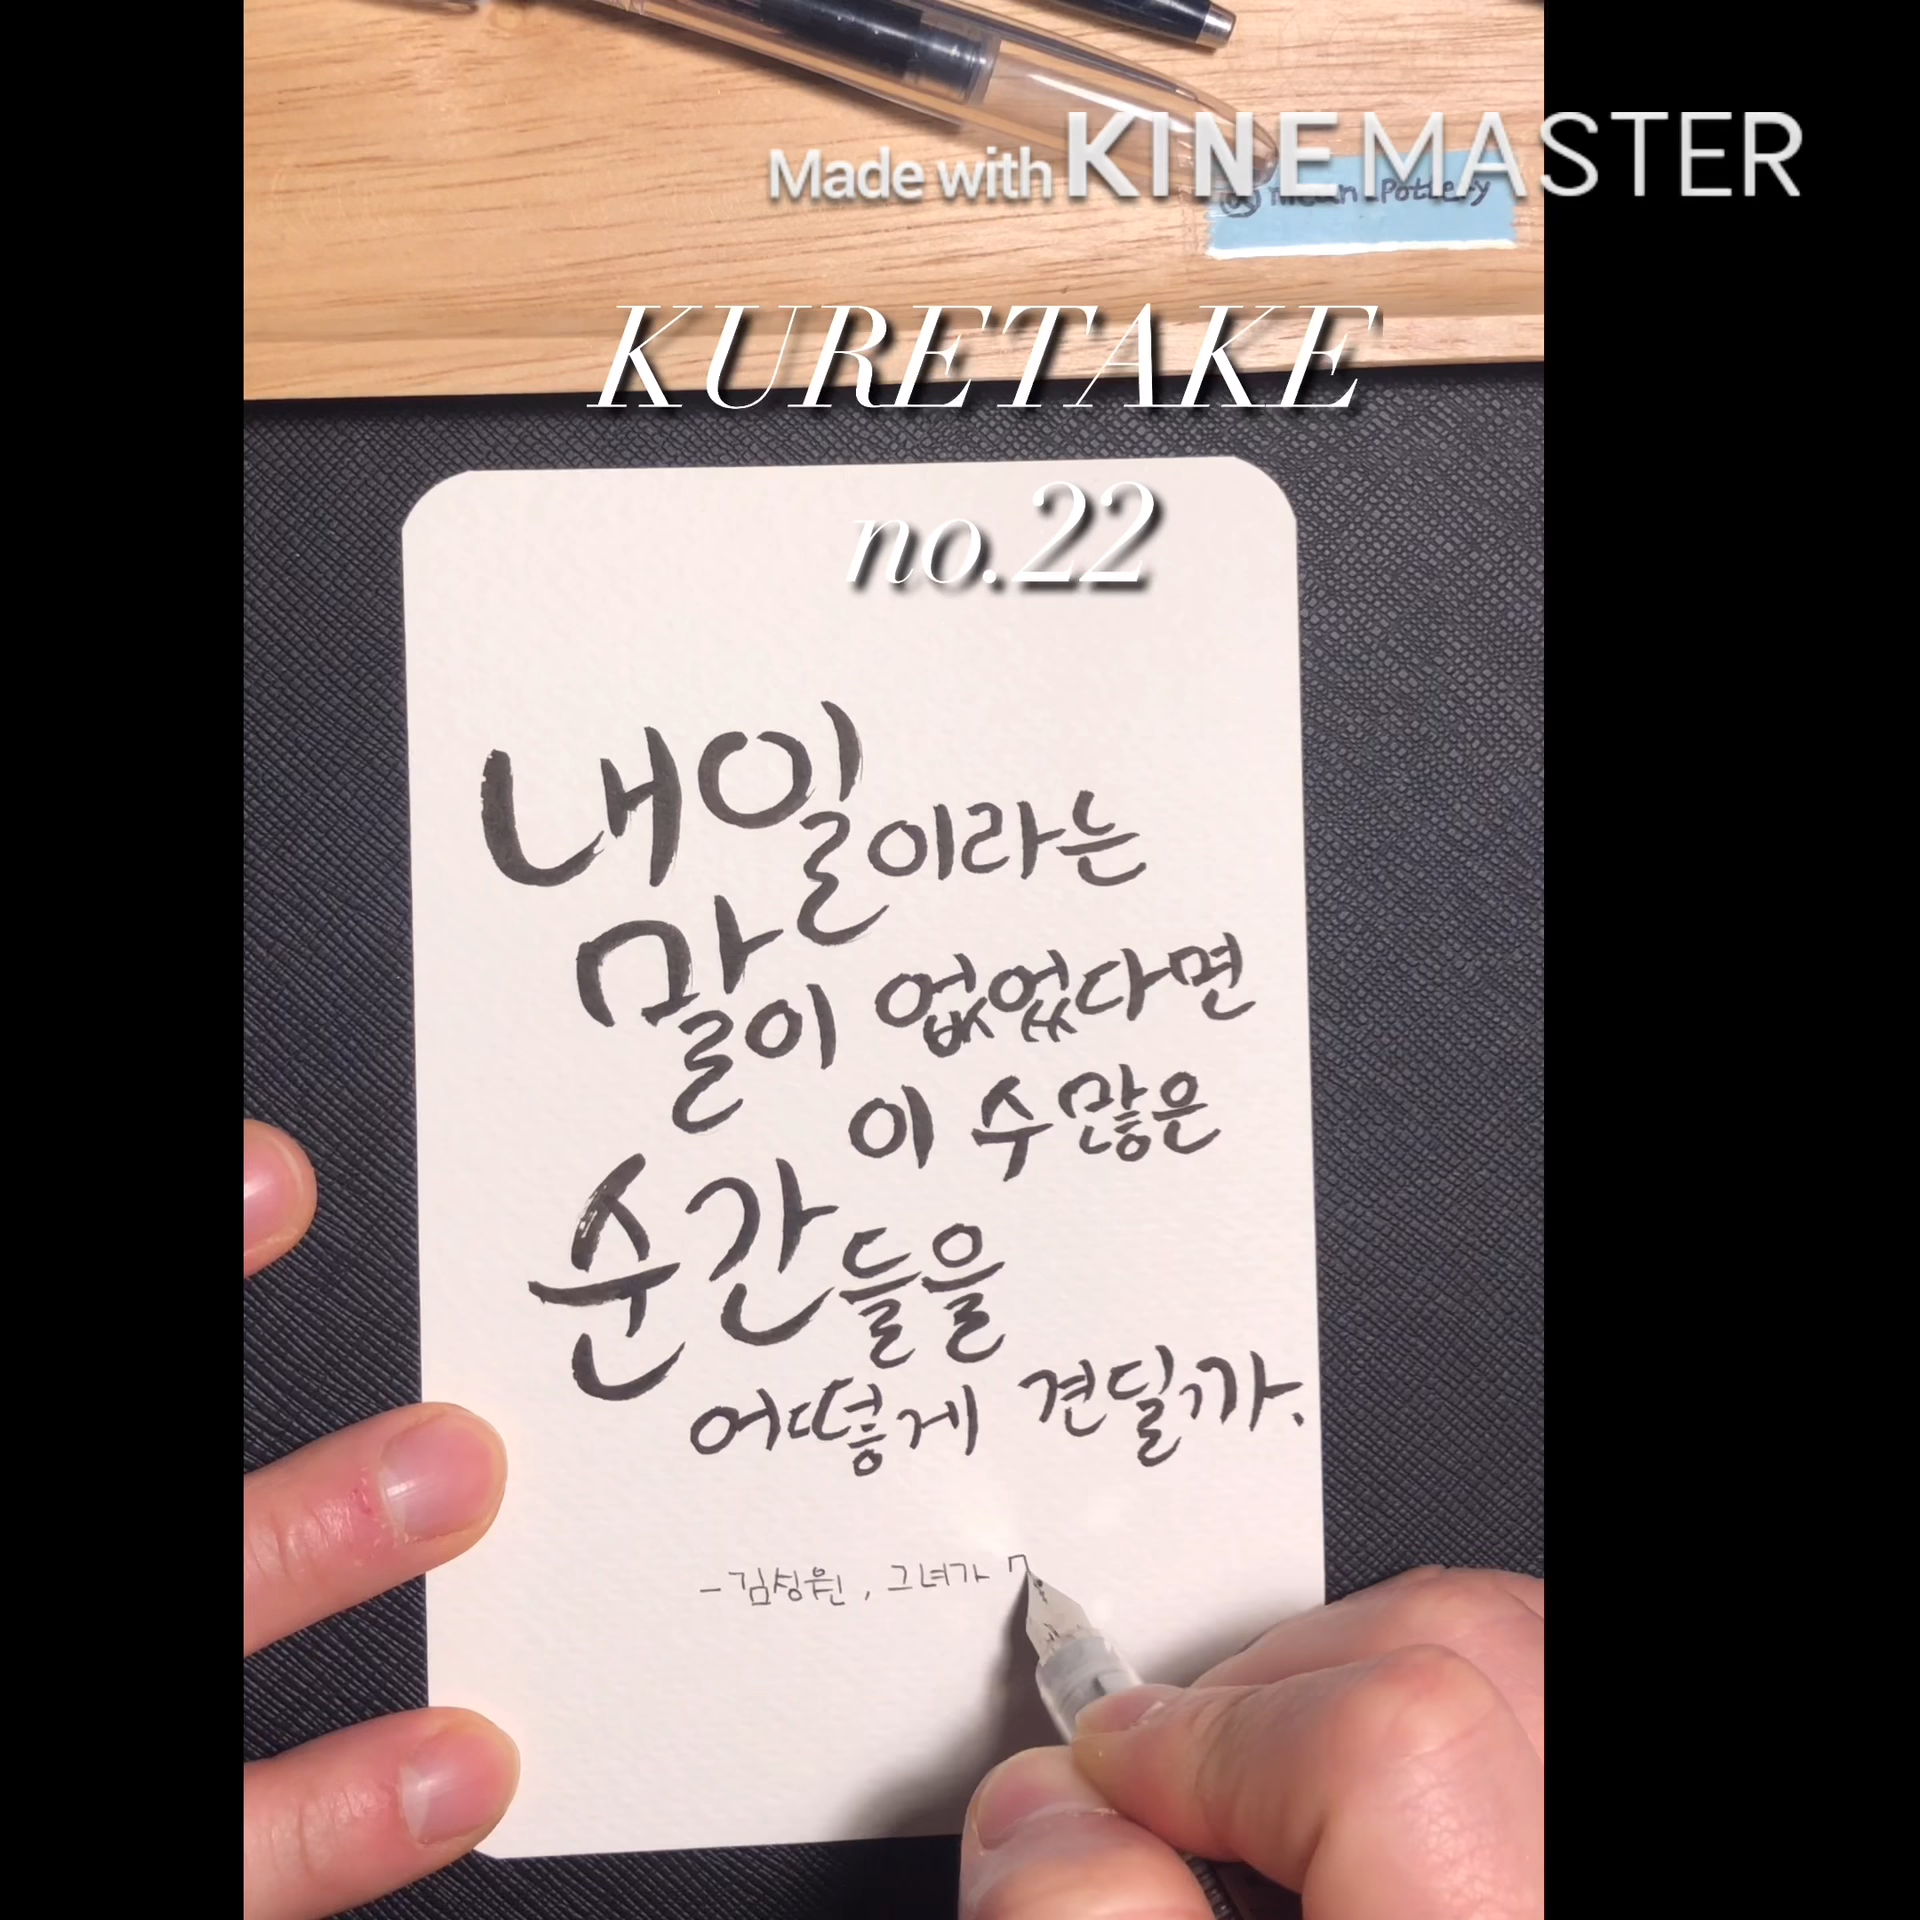 Made with KINEMASTER
Pottery
KURETAKE
no.22
내일이라는
말이 없었다면
이 수많은
순간들을
어떻게 견딜까.
- 김성원, 그녀가